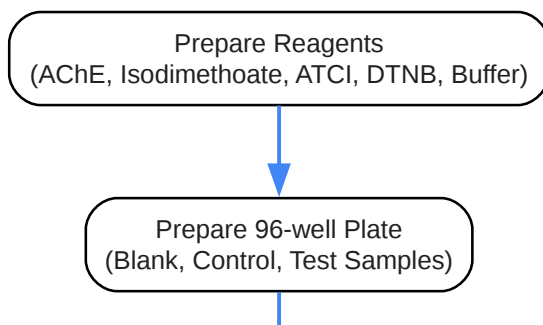 Prepare Reagents
(AChE, Isodimethoate, ATCI, DTNB, Buffer)
Prepare 96-well Plate
(Blank, Control, Test Samples)